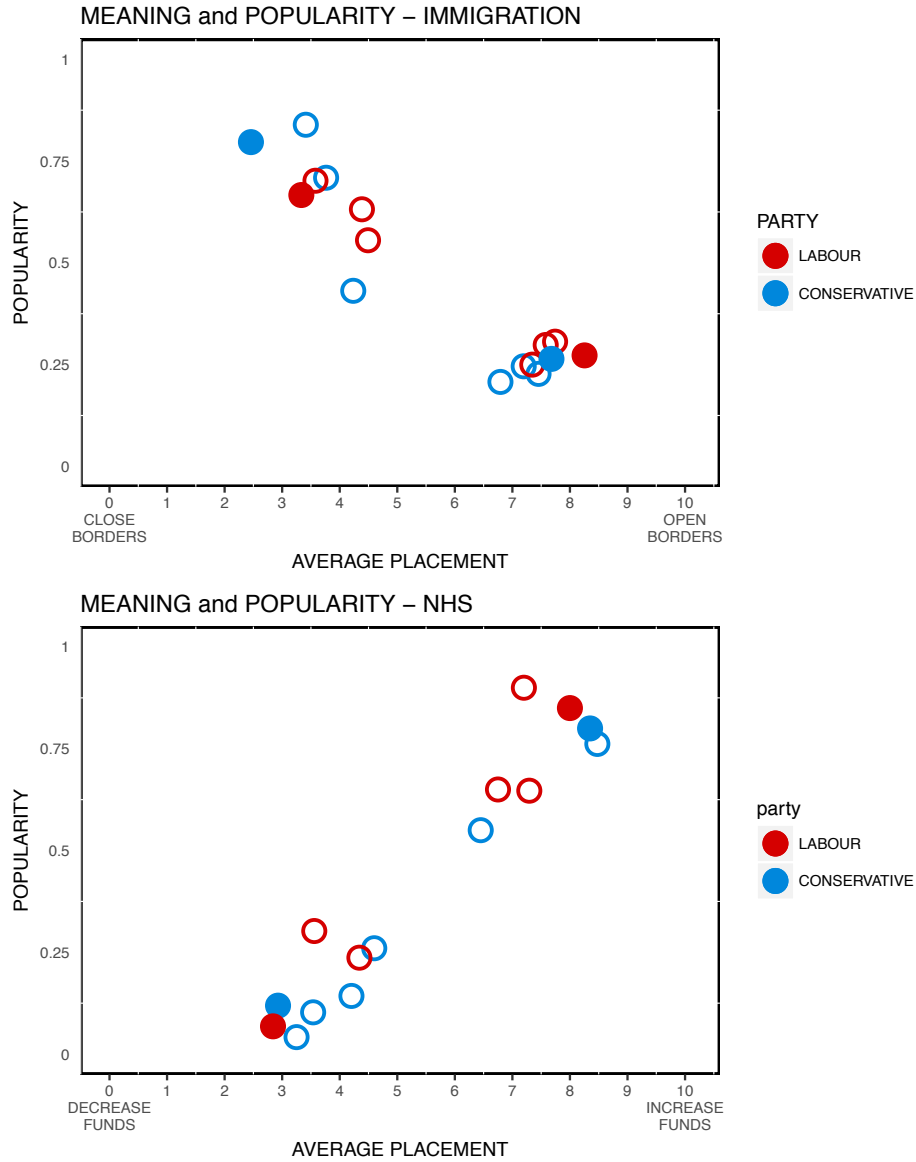 MEANING and POPULARITY – IMMIGRATION
1
0.75
0.5
0.25
0
POPULARITY
0 1 2 3 4 5 6 7 8 9 10
CLOSE BORDERS
OPEN BORDERS
AVERAGE PLACEMENT
PARTY
LABOUR
CONSERVATIVE
MEANING and POPULARITY – NHS
1
0.75
0.5
0.25
0
POPULARITY
0 1 2 3 4 5 6 7 8 9 10
DECREASE FUNDS
INCREASE FUNDS
AVERAGE PLACEMENT
party
LABOUR
CONSERVATIVE